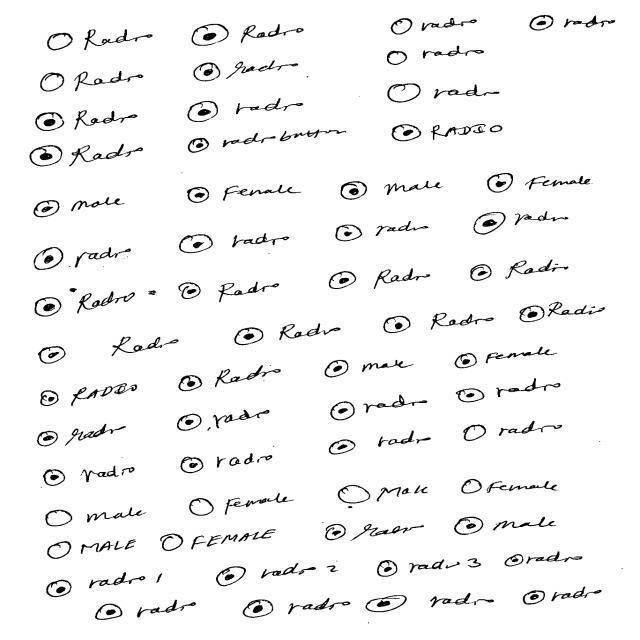 Radio Radio radio radio
Radio radio radio
Radio radio radio
Radio radio button RADIO
male Female male Female
radio radio radio radio
Radio Radio Radio Radio
Radio Radio Radio Radio
RADIO Radio male Female
radio radio radio radio
radio radio radio radio
male Female Male Female
MALE FEMALE radio male
radio 1 radio 2 radio 3 radio
radio radio radio radio